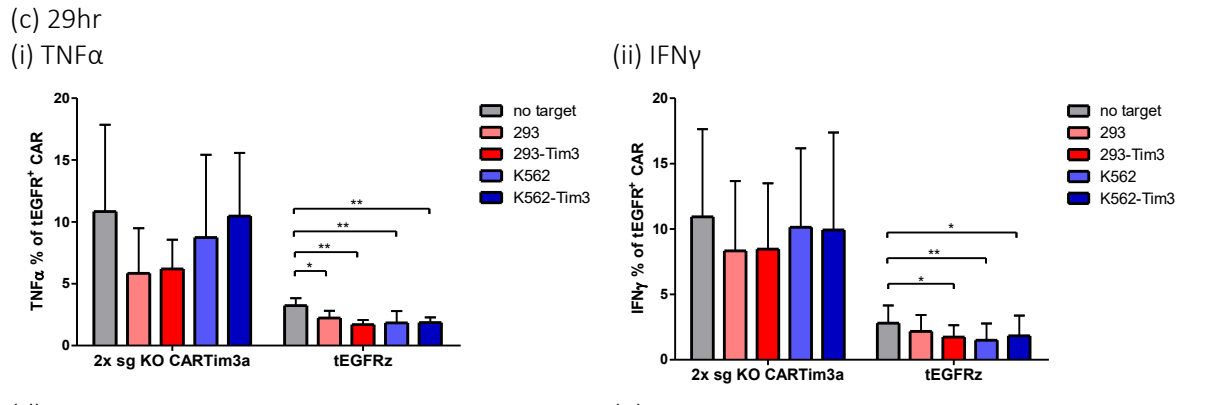 (c) 29hr
(i) TNFα
(ii) IFNγ
20
15
10
5
0
TNFα % of tEGFR⁺ CAR
** 
**
**
*
2x sg KO CARTim3a
tEGFRz
no target
293
293-Tim3
K562
K562-Tim3
20
15
10
5
0
IFNγ % of tEGFR⁺ CAR
*
**
*
2x sg KO CARTim3a
tEGFRz
no target
293
293-Tim3
K562
K562-Tim3